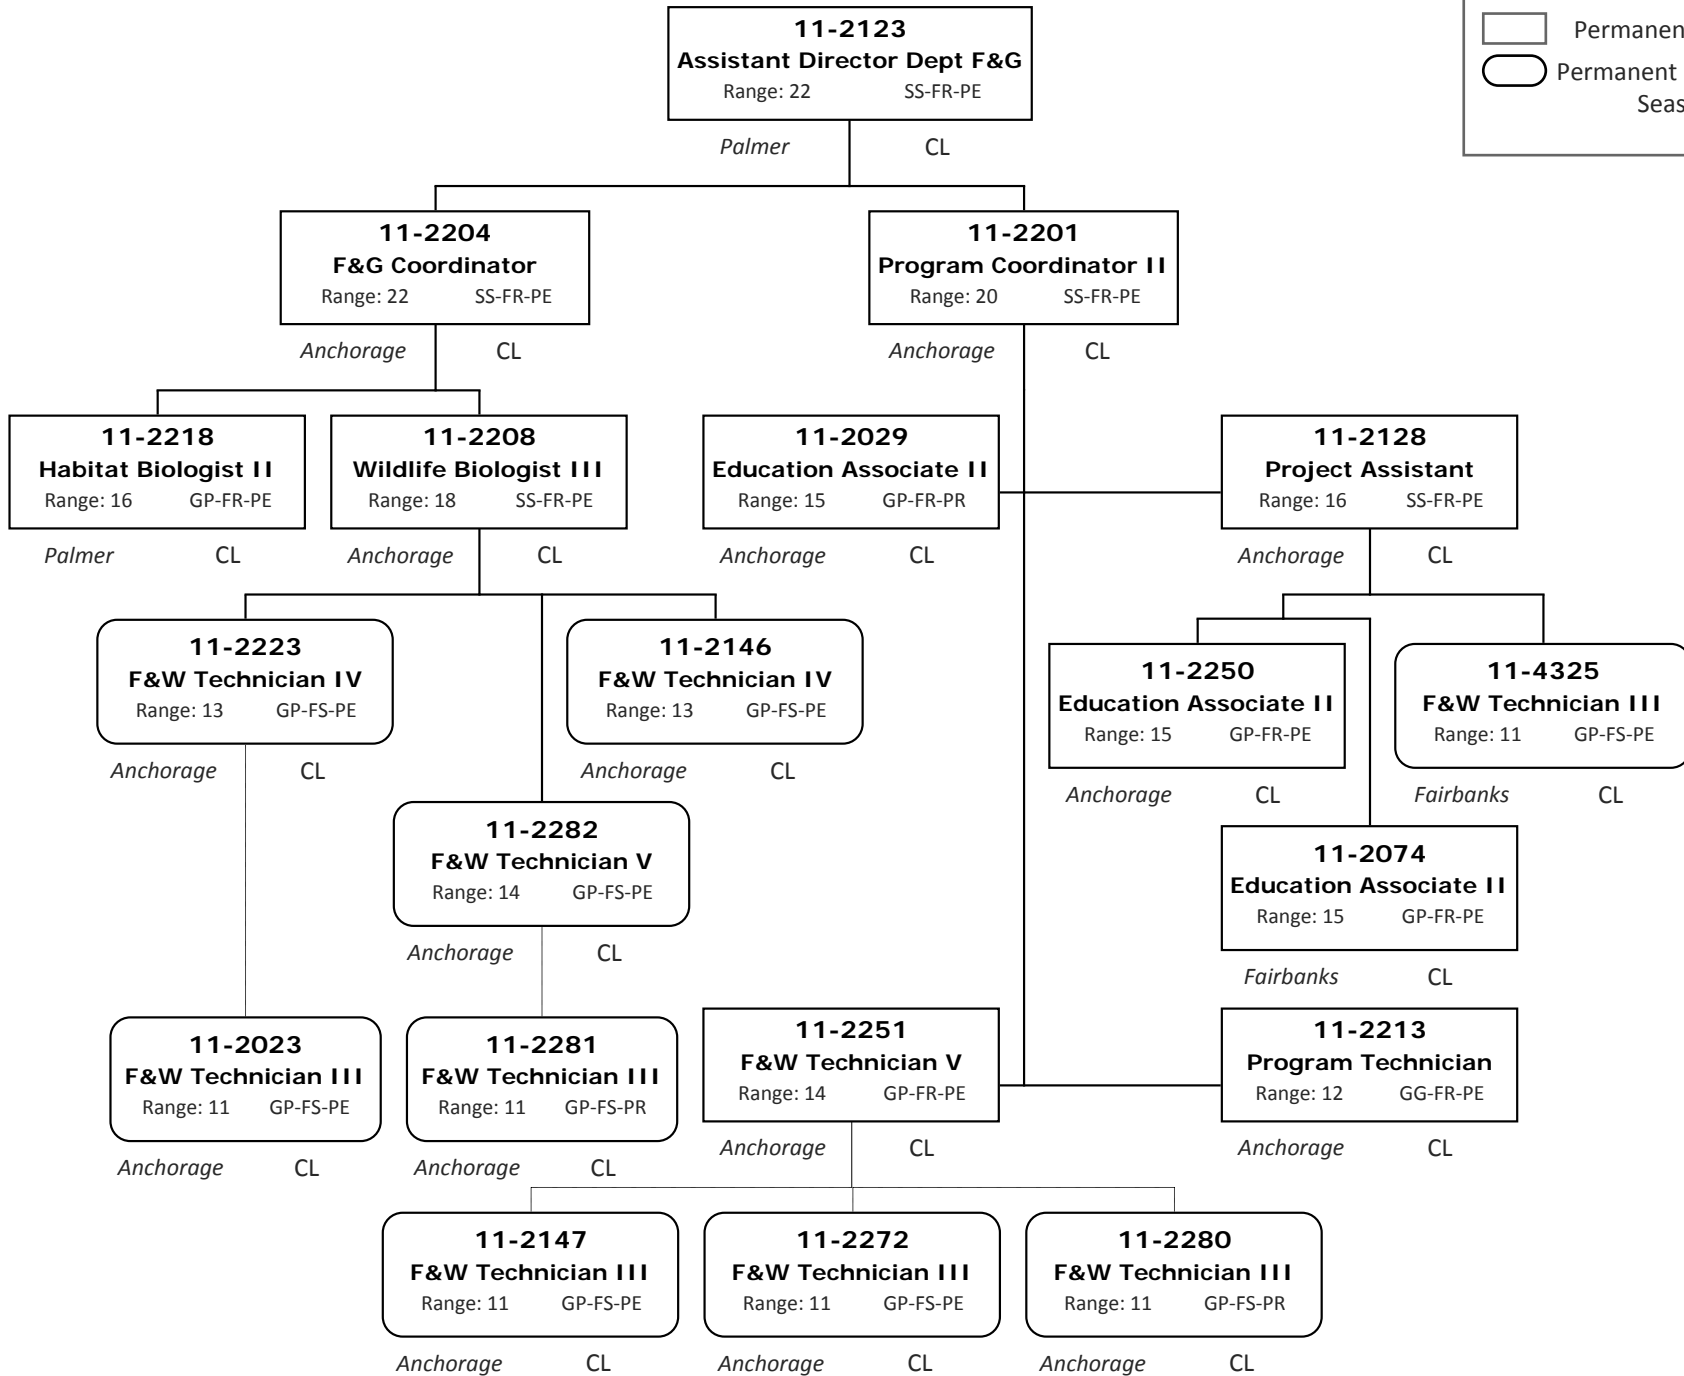 11-2123
Assistant Director Dept F&G
Range: 22 SS-FR-PE
Palmer CL
Permanent
Seas
11-2204
F&G Coordinator
Range: 22 SS-FR-PE
Anchorage CL
11-2201
Program Coordinator II
Range: 20 SS-FR-PE
Anchorage CL
11-2218
Habitat Biologist II
Range: 16 GP-FR-PE
Palmer CL
11-2208
Wildlife Biologist III
Range: 18 SS-FR-PE
Anchorage CL
11-2029
Education Associate II
Range: 15 GP-FR-PR
Anchorage CL
11-2128
Project Assistant
Range: 16 SS-FR-PE
Anchorage CL
11-2223
F&W Technician IV
Range: 13 GP-FS-PE
Anchorage CL
11-2146
F&W Technician IV
Range: 13 GP-FS-PE
Anchorage CL
11-2250
Education Associate II
Range: 15 GP-FR-PE
Anchorage CL
11-4325
F&W Technician III
Range: 11 GP-FS-PE
Fairbanks CL
11-2282
F&W Technician V
Range: 14 GP-FS-PE
Anchorage CL
11-2074
Education Associate II
Range: 15 GP-FR-PE
Fairbanks CL
11-2023
F&W Technician III
Range: 11 GP-FS-PE
Anchorage CL
11-2281
F&W Technician III
Range: 11 GP-FS-PR
Anchorage CL
11-2251
F&W Technician V
Range: 14 GP-FR-PE
Anchorage CL
11-2213
Program Technician
Range: 12 GG-FR-PE
Anchorage CL
11-2147
F&W Technician III
Range: 11 GP-FS-PE
Anchorage CL
11-2272
F&W Technician III
Range: 11 GP-FS-PE
Anchorage CL
11-2280
F&W Technician III
Range: 11 GP-FS-PR
Anchorage CL